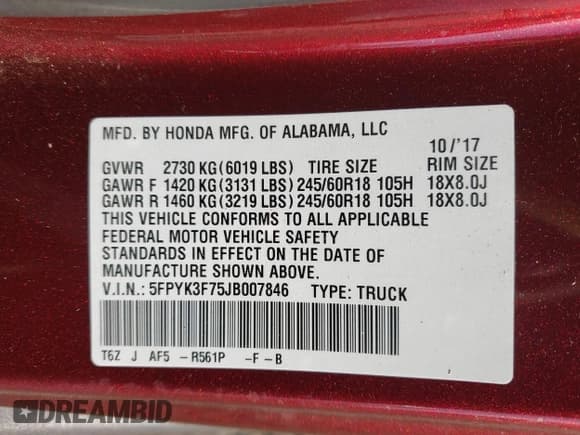 MFD. BY HONDA MFG. OF ALABAMA, LLC
10/'17
GVWR 2730 KG(6019 LBS) TIRE SIZE RIM SIZE
GAWR F 1420 KG(3131 LBS)245/60R18 105H 18X8.0J
GAWR R 1460 KG(3219 LBS)245/60R18 105H 18X8.0J
THIS VEHICLE CONFORMS TO ALL APPLICABLE
FEDERAL MOTOR VEHICLE SAFETY
STANDARDS IN EFFECT ON THE DATE OF
MANUFACTURE SHOWN ABOVE.
V.I.N.: 5FPYK3F75JB007846 TYPE: TRUCK
T6Z J AF5 -R561P -F -B
DREAMBID